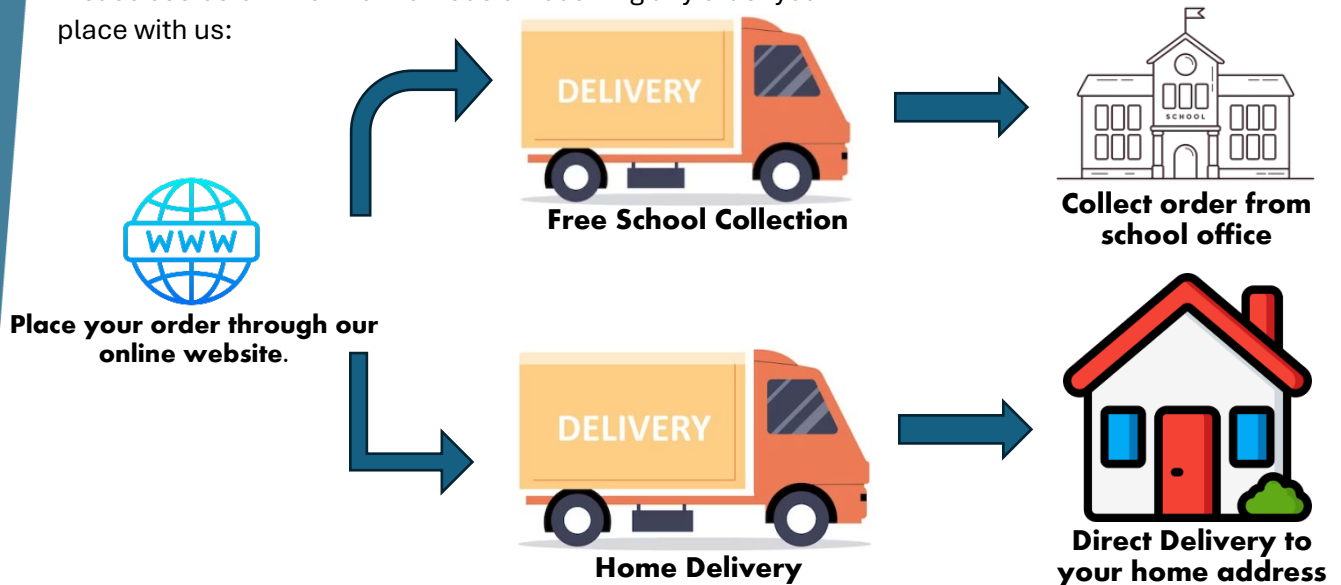 place with us:
DELIVERY
SCHOOL
Free School Collection
Collect order from
school office
WWW
Place your order through our
online website.
DELIVERY
Home Delivery
Direct Delivery to
your home address